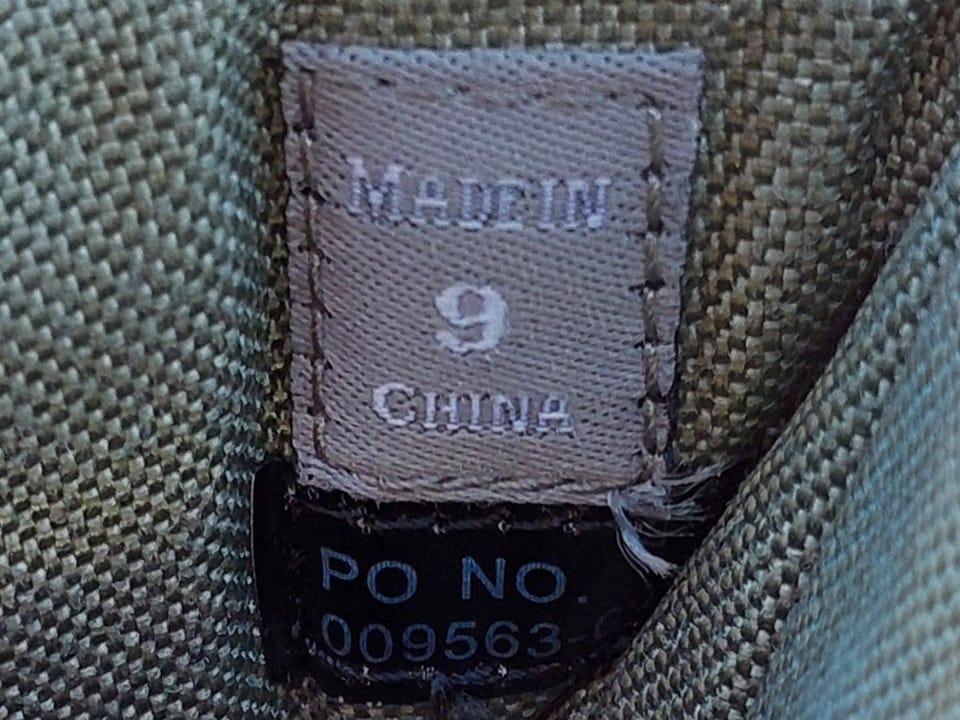 MADE IN
9
CHINA
PO NO.
009563-